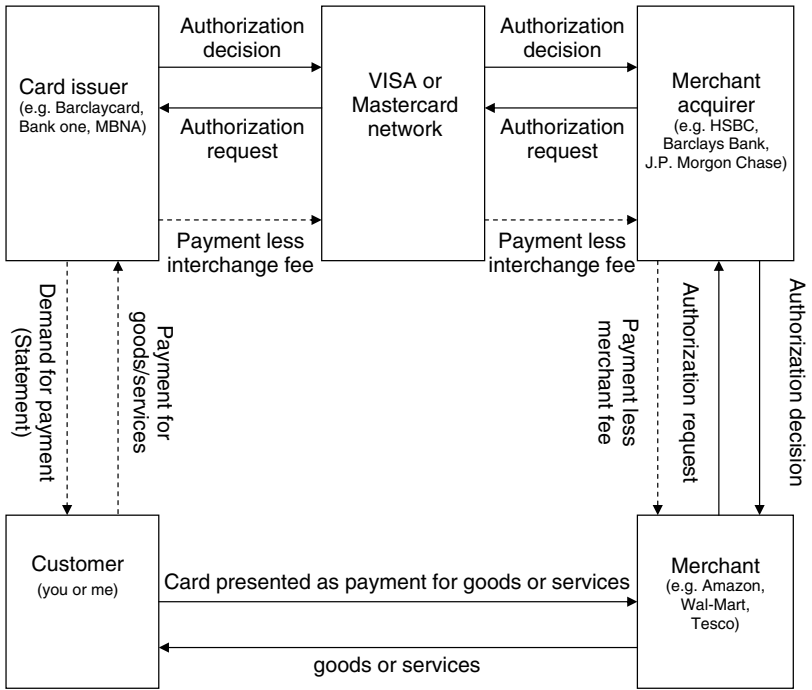 Authorization
decision
Authorization
decision
Card issuer
(e.g. Barclaycard,
Bank one, MBNA)
VISA or
Mastercard
network
Merchant
acquirer
(e.g. HSBC,
Barclays Bank,
J.P. Morgon Chase)
Authorization
request
Authorization
request
Payment less
interchange fee
Payment less
interchange fee
Demand for payment
(Statement)
Payment for
goods/services
Payment less
merchant fee
Authorization request
Authorization decision
Customer
(you or me)
Card presented as payment for goods or services
Merchant
(e.g. Amazon,
Wal-Mart,
Tesco)
goods or services